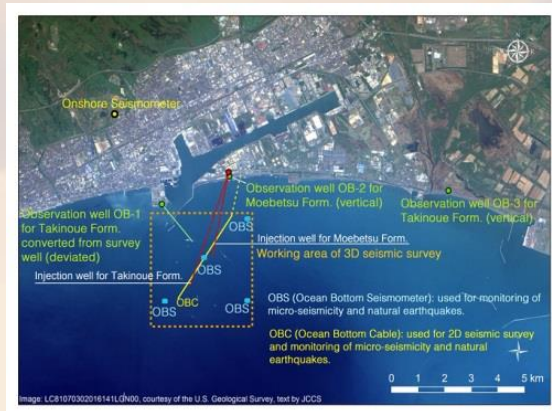 Onshore Seismometer
Observation well OB-2 for
Moebetsu Form. (vertical)
Observation well OB-3 for
Takinoue Form.
(vertical)
Observation well OB-1
for Takinoue Form.
converted from survey
well (deviated)
OBS
Injection well for Moebetsu Form.
Working area of 3D seismic survey
OBS
Injection well for Takinoue Form.
OBC
OBS
OBS
OBS (Ocean Bottom Seismometer): used for monitoring of
micro-seismicity and natural earthquakes.
OBC (Ocean Bottom Cable): used for 2D seismic survey
and monitoring of micro-seismicity and natural
earthquakes.
0 1 2 3 4 5 km
Image: LC81070302016141LGN00, courtesy of the U.S. Geological Survey, text by JCCS